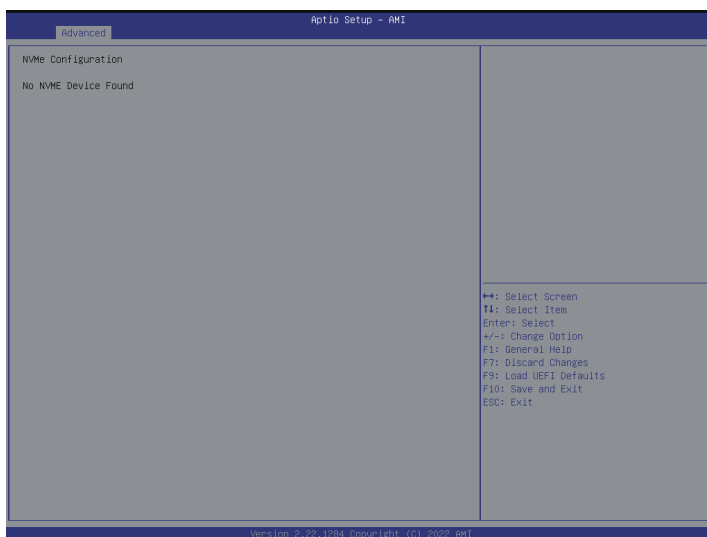 Aptio Setup – AMI
Advanced
NVMe Configuration
No NVME Device Found
↔: Select Screen
↑↓: Select Item
Enter: Select
+/-: Change Option
F1: General Help
F7: Discard Changes
F9: Load UEFI Defaults
F10: Save and Exit
ESC: Exit
Version 2.22.1284 Copyright (C) 2022 AMI